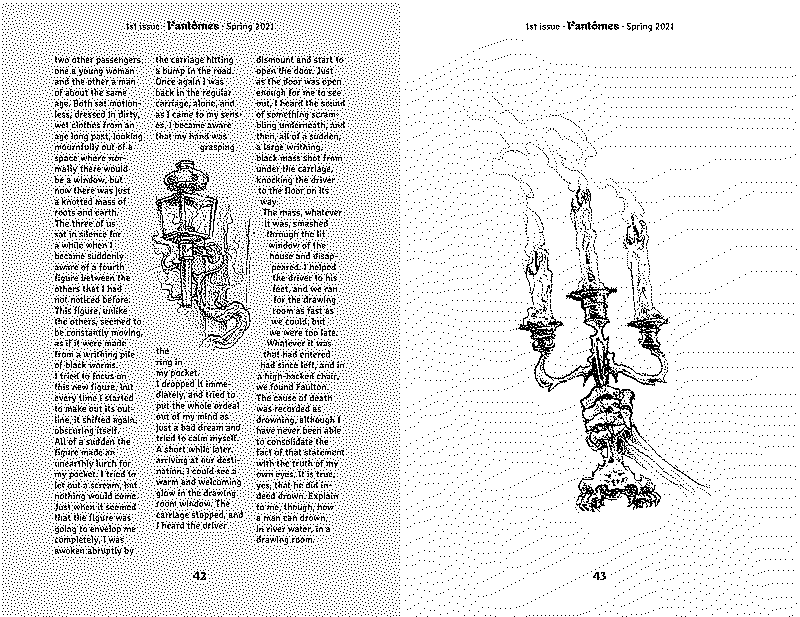 1st issue · Fantômes · Spring 2021
two other passengers,
one a young woman
and the other a man
of about the same
age. Both sat motion-
less, dressed in dirty,
wet clothes from an
age long past, looking
mournfully out of a
space where nor-
mally there would
be a window, but
now there was just
a knotted mass of
roots and earth.
The three of us
sat in silence for
a while when I
became suddenly
aware of a fourth
figure between the
others that I had
not noticed before.
This figure, unlike
the others, seemed to
be constantly moving,
as if it were made
from a writhing pile
of black worms.
I tried to focus on
this new figure, but
every time I started
to make out its out-
line, it shifted again,
obscuring itself.
All of a sudden the
figure made an
unearthly lurch for
my pocket. I tried to
let out a scream, but
nothing would come.
Just when it seemed
that the figure was
going to envelop me
completely, I was
awoken abruptly by
the carriage hitting
a bump in the road.
Once again I was
back in the regular
carriage, alone, and
as I came to my sens-
es, I became aware
that my hand was
grasping
the
ring in
my pocket.
I dropped it imme-
diately, and tried to
put the whole ordeal
out of my mind as
just a bad dream and
tried to calm myself.
A short while later,
arriving at our desti-
nation, I could see a
warm and welcoming
glow in the drawing
room window. The
carriage stopped, and
I heard the driver
dismount and start to
open the door. Just
as the door was open
enough for me to see
out, I heard the sound
of something scram-
bling underneath, and
then, all of a sudden,
a large writhing,
black mass shot from
under the carriage,
knocking the driver
to the floor on its
way.
The mass, whatever
it was, smashed
through the lit
window of the
house and disap-
peared. I helped
the driver to his
feet, and we ran
for the drawing
room as fast as
we could, but
we were too late.
Whatever it was
that had entered
had since left, and in
a high-backed chair,
we found Faulton.
The cause of death
was recorded as
drowning, although I
have never been able
to consolidate the
fact of that statement
with the truth of my
own eyes. It is true,
yes, that he did in-
deed drown. Explain
to me, though, how
a man can drown,
in river water, in a
drawing room.
42
1st issue · Fantômes · Spring 2021
43